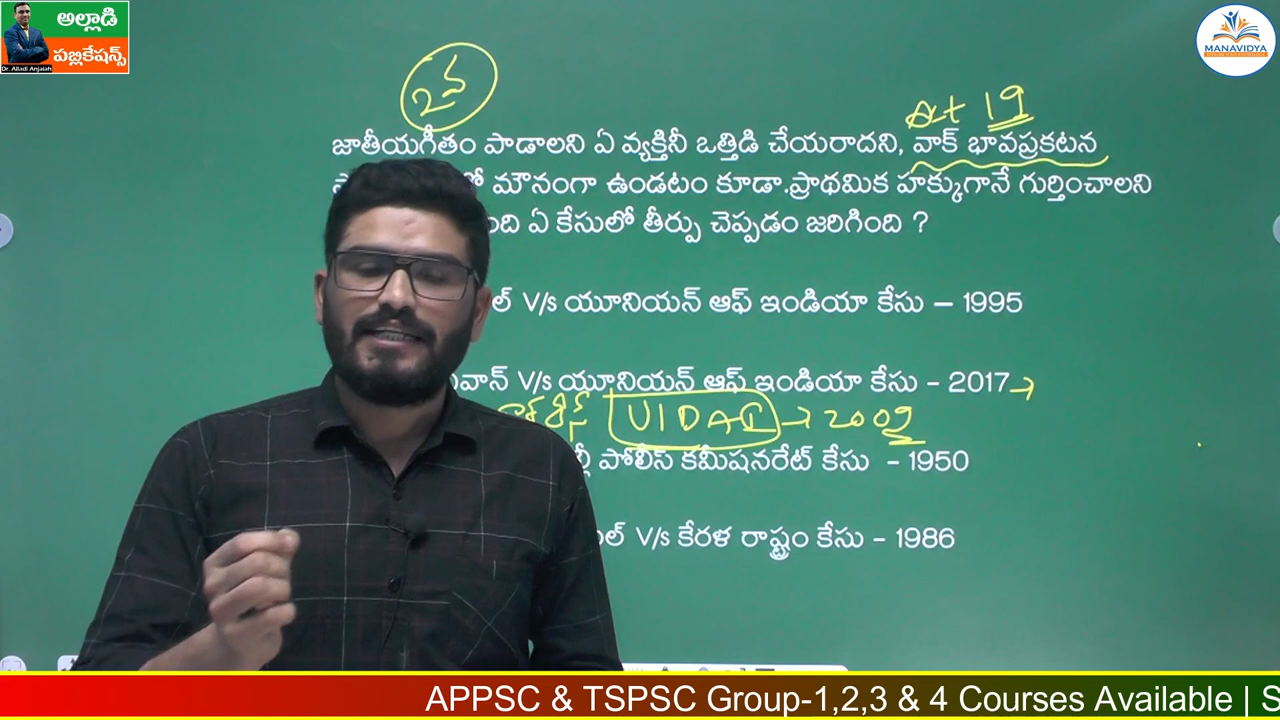 అల్లాడి
పబ్లికేషన్స్
Dr. Alladi Anjaiah
MANAVIDYA
Art 19
జాతీయగీతం పాడాలని ఏ వ్యక్తినీ ఒత్తిడి చేయరాదని, వాక్ భావప్రకటన
మౌనంగా ఉండటం కూడా.ప్రాథమిక హక్కుగానే గుర్తించాలని
ఏ కేసులో తీర్పు చెప్పడం జరిగింది ?
V/s యూనియన్ ఆఫ్ ఇండియా కేసు – 1995
V/s యూనియన్ ఆఫ్ ఇండియా కేసు - 2017
UIDAI → 2009
పోలీస్ కమీషనరేట్ కేసు - 1950
V/s కేరళ రాష్ట్రం కేసు - 1986
APPSC & TSPSC Group-1,2,3 & 4 Courses Available |